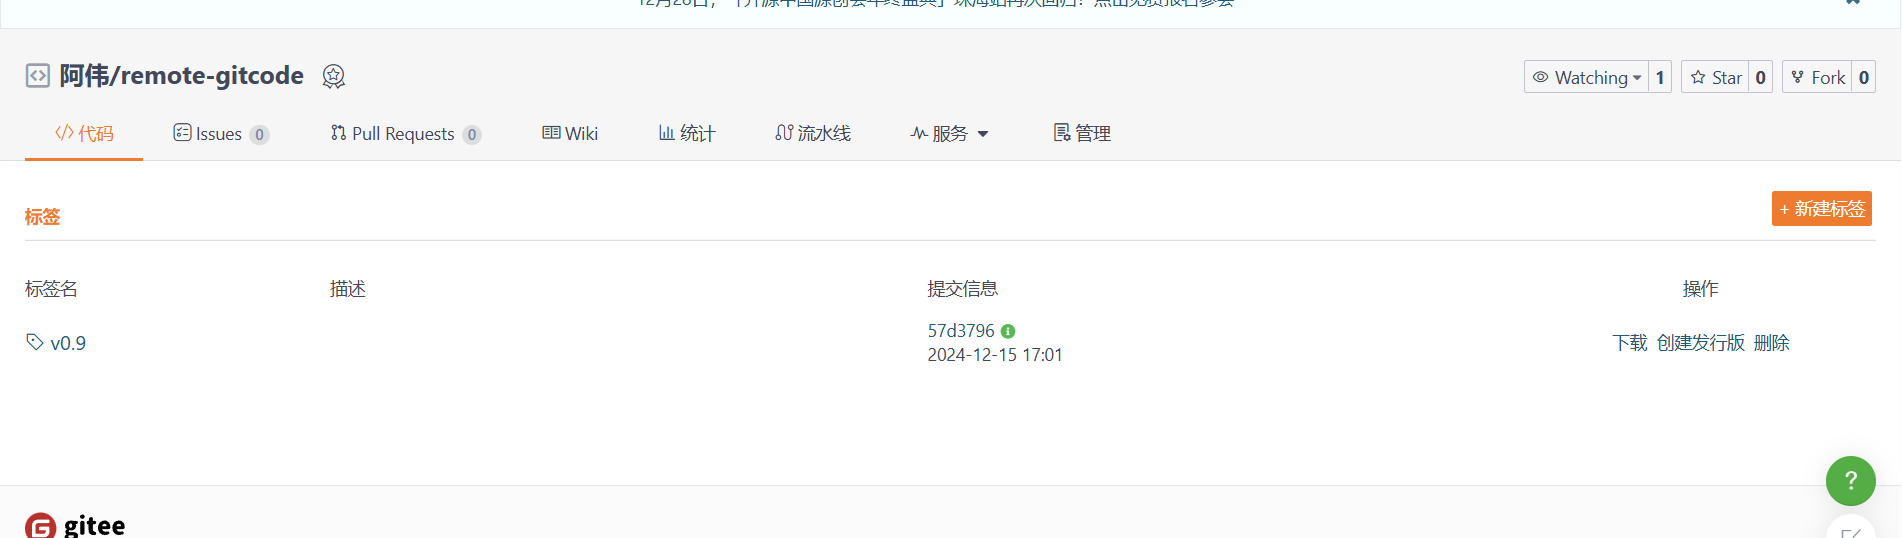 阿伟/remote-gitcode
Watching 1 Star 0 Fork 0
代码 Issues 0 Pull Requests 0 Wiki 统计 流水线 服务 管理
标签
+ 新建标签
标签名 描述 提交信息 操作
v0.9
57d3796
2024-12-15 17:01
下载 创建发行版 删除
?
gitee